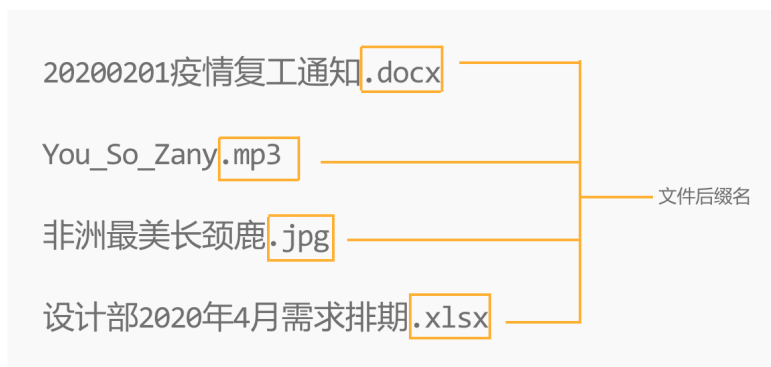 20200201疫情复工通知.docx
You_So_Zany.mp3
文件后缀名
非洲最美长颈鹿.jpg
设计部2020年4月需求排期.xlsx